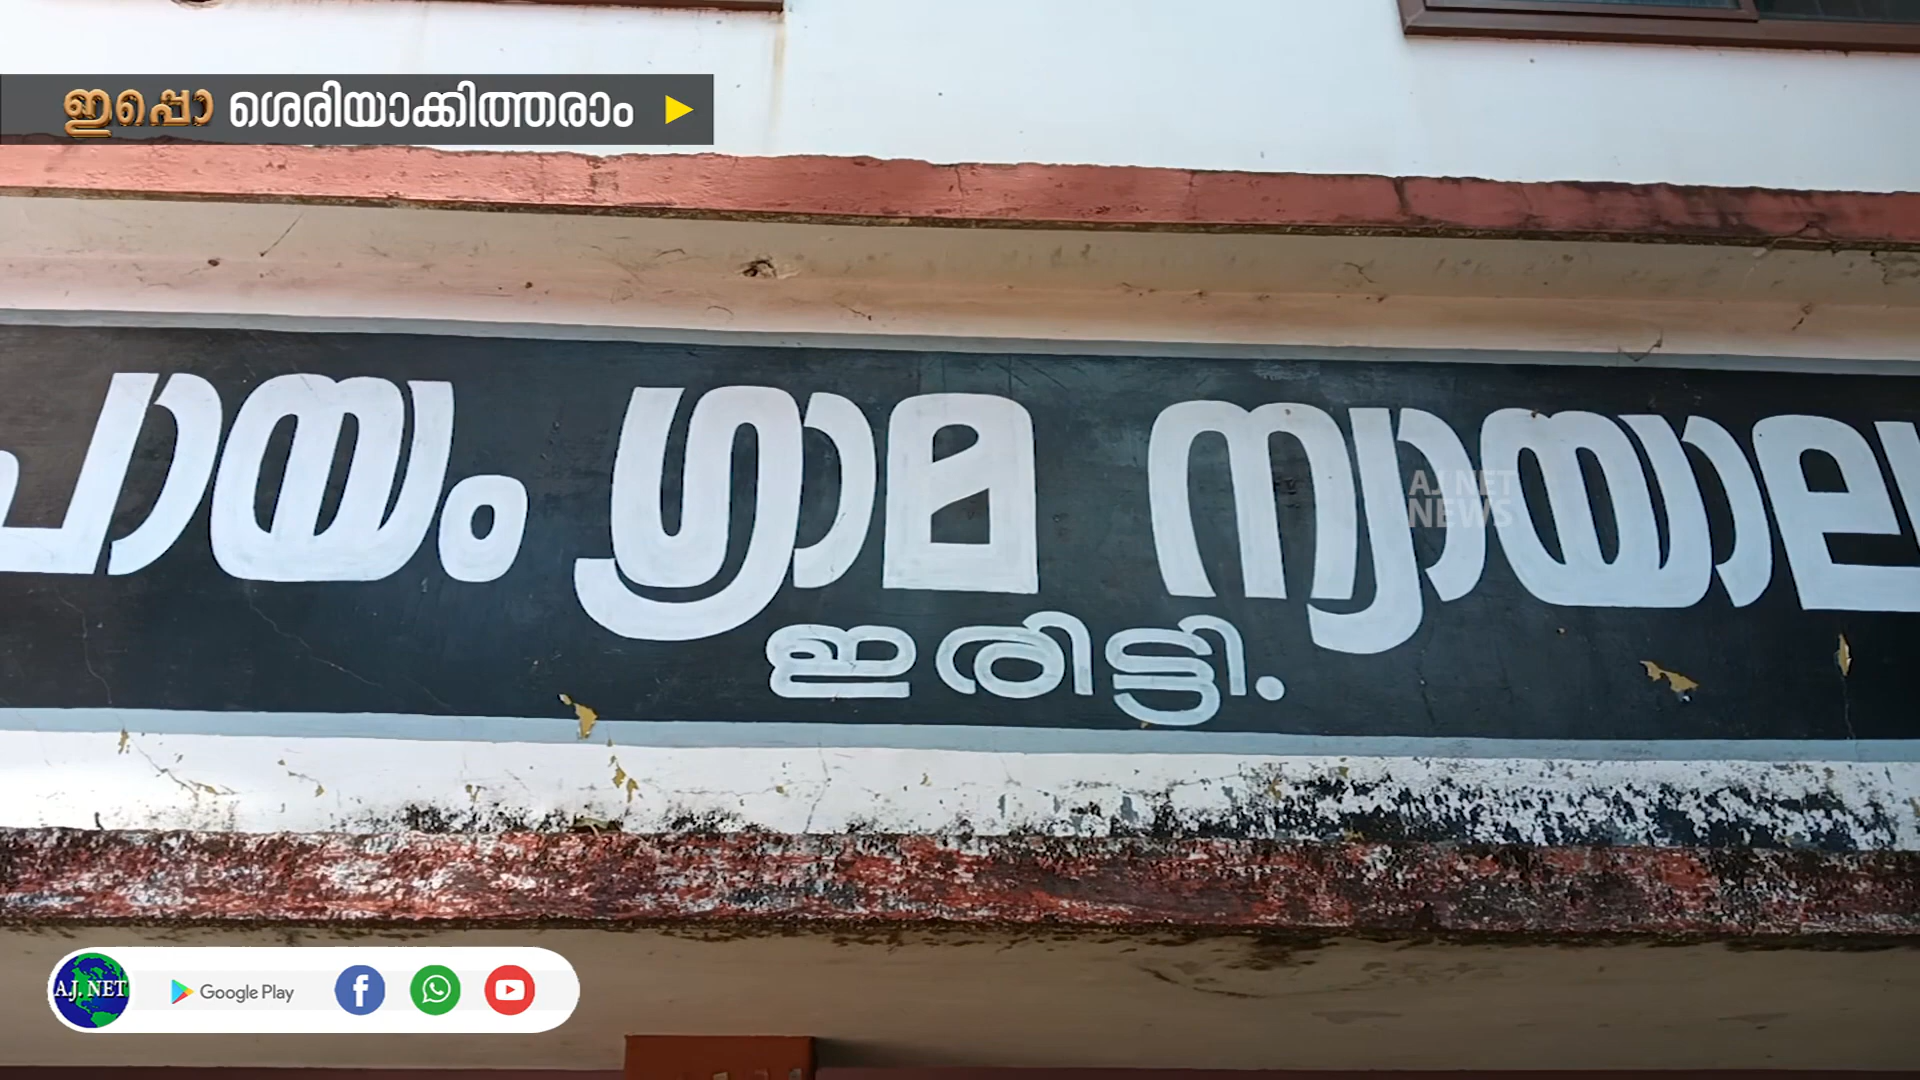 ഇപ്പൊ ശെരിയാക്കിത്തരാം
പായം ഗ്രാമ ന്യായാല
AJ NET
NEWS
ഇരിട്ടി.
A.J. NET
Google Play